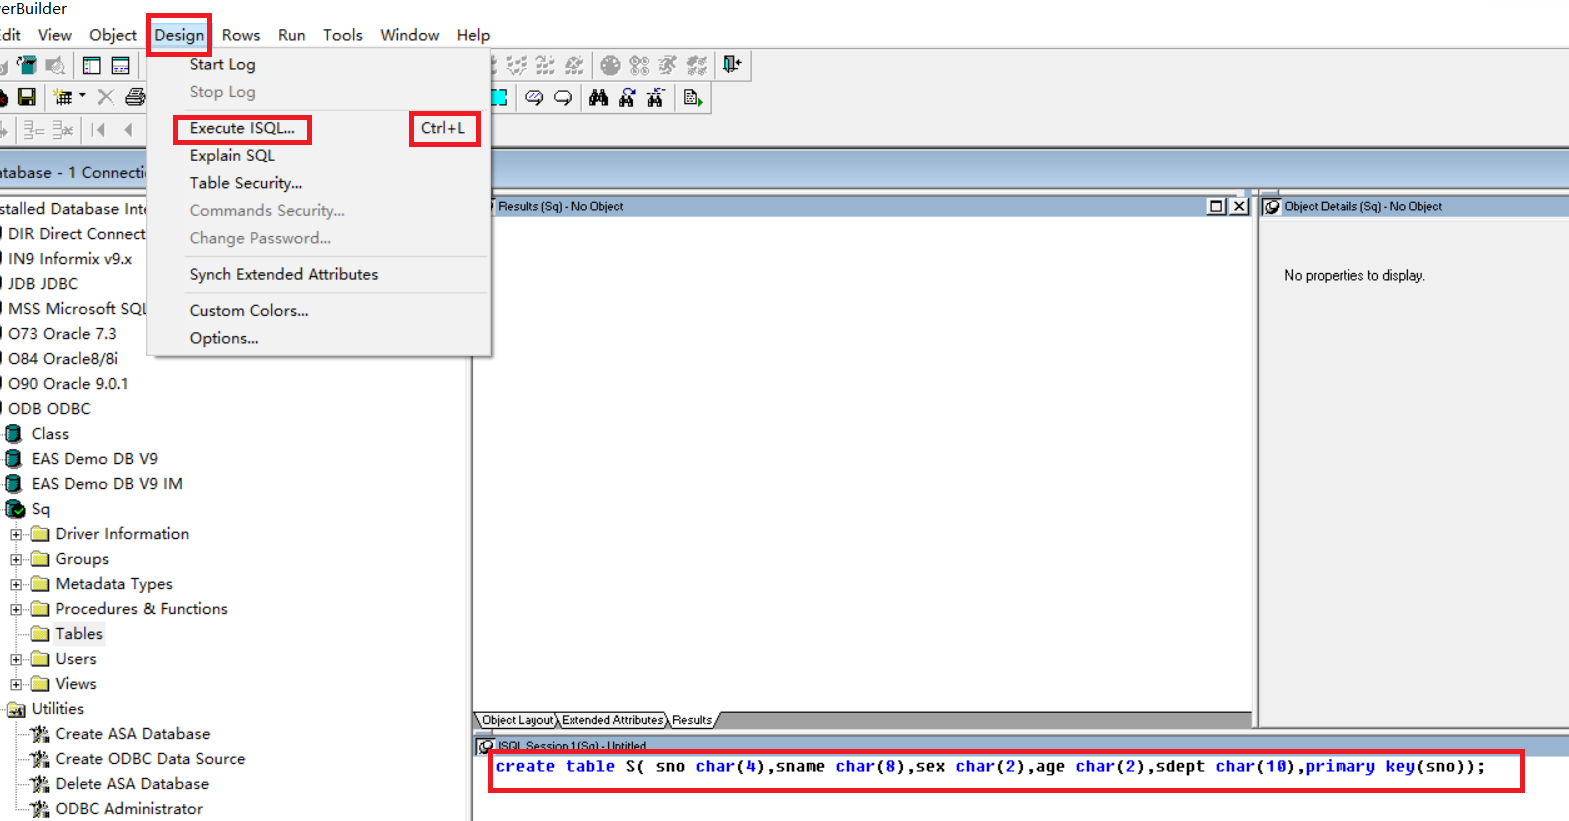 erBuilder
dit View Object Design Rows Run Tools Window Help
Start Log
Stop Log
Execute ISQL... Ctrl+L
Explain SQL
Table Security...
Commands Security...
Change Password...
Synch Extended Attributes
Custom Colors...
Options...
atabase - 1 Connecti
stalled Database Inte
DIR Direct Connect
IN9 Informix v9.x
JDB JDBC
MSS Microsoft SQL
O73 Oracle 7.3
O84 Oracle8/8i
O90 Oracle 9.0.1
ODB ODBC
Class
EAS Demo DB V9
EAS Demo DB V9 IM
Sq
Driver Information
Groups
Metadata Types
Procedures & Functions
Tables
Users
Views
Utilities
Create ASA Database
Create ODBC Data Source
Delete ASA Database
ODBC Administrator
Results (Sq) - No Object
Object Details (Sq) - No Object
No properties to display.
Object Layout Extended Attributes Results
ISQL Session 1(Sq) - Untitled
create table S( sno char(4),sname char(8),sex char(2),age char(2),sdept char(10),primary key(sno));